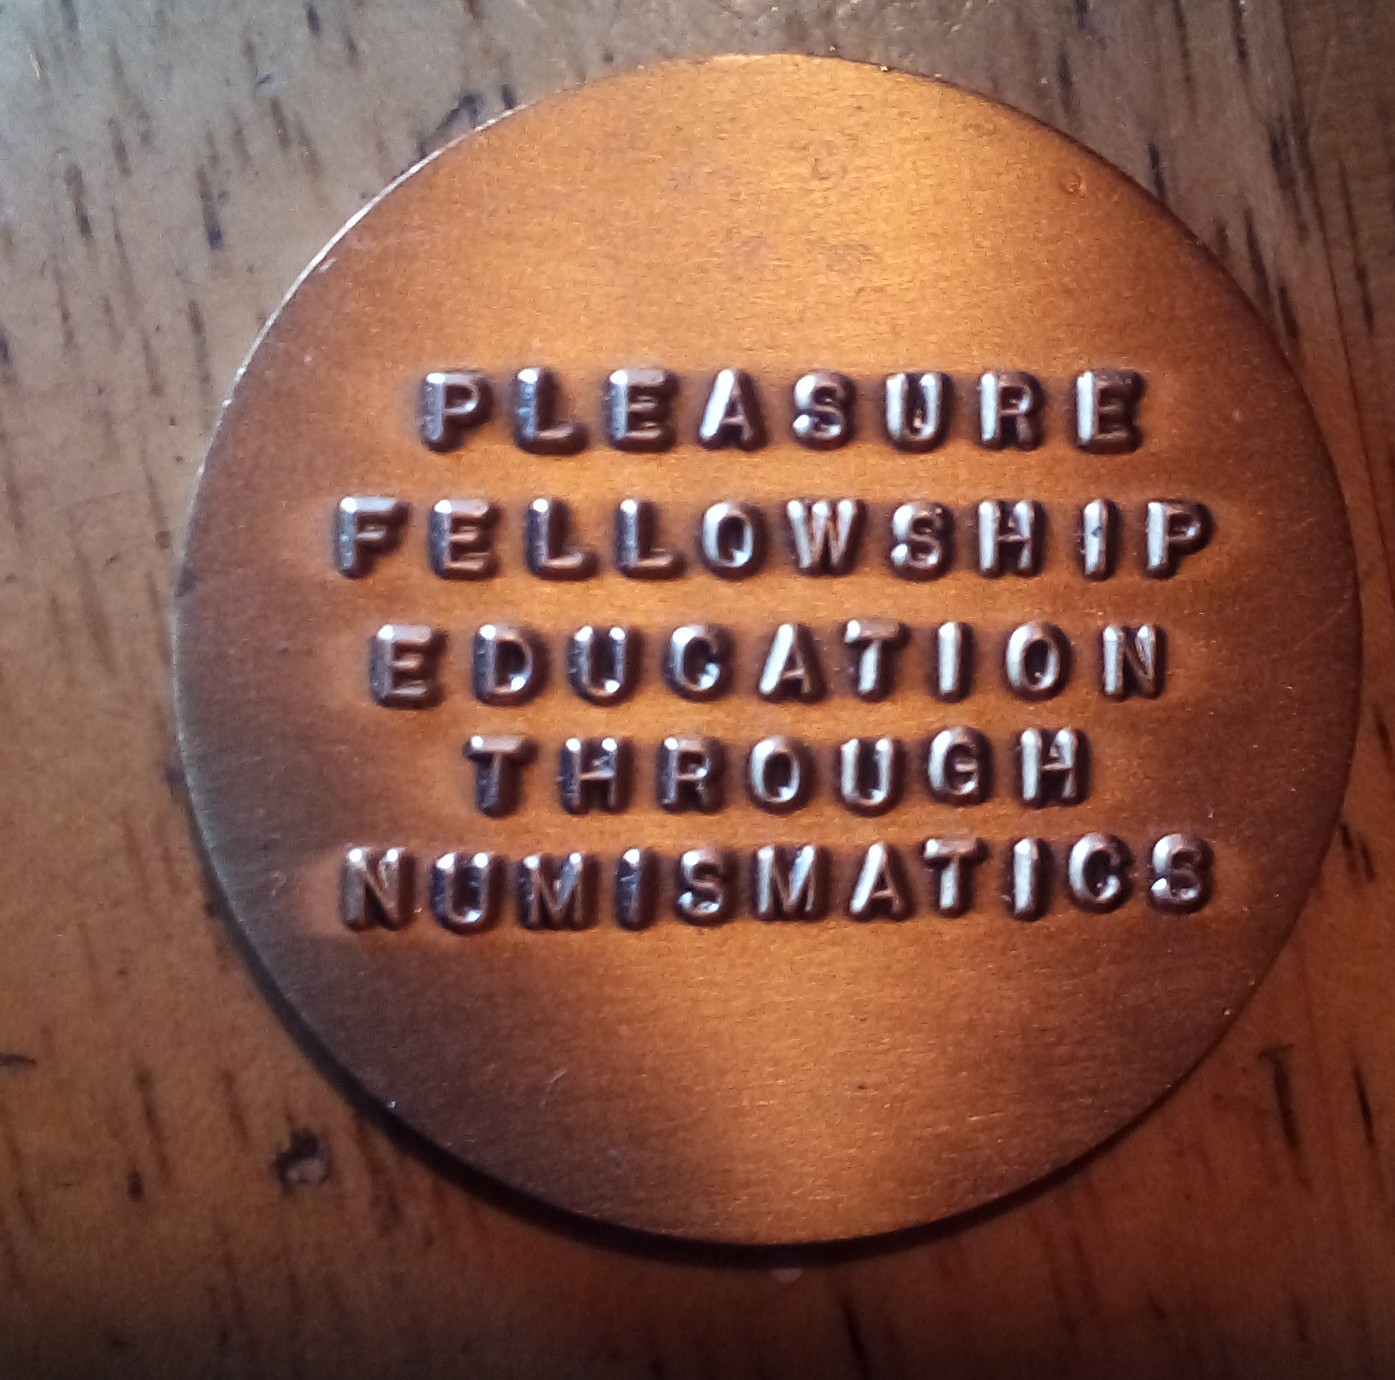 PLEASURE
FELLOWSHIP
EDUCATION
THROUGH
NUMISMATICS